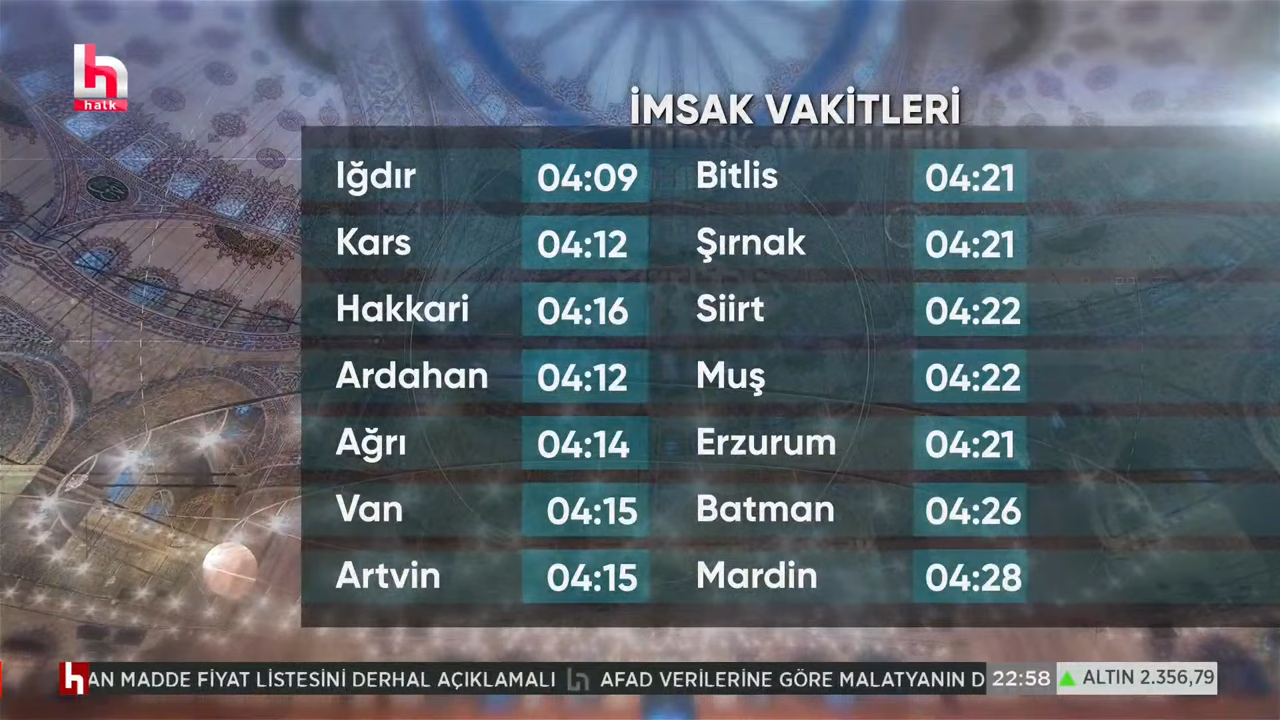 halk
İMSAK VAKİTLERİ
Iğdır 04:09 Bitlis 04:21
Kars 04:12 Şırnak 04:21
Hakkari 04:16 Siirt 04:22
Ardahan 04:12 Muş 04:22
Ağrı 04:14 Erzurum 04:21
Van 04:15 Batman 04:26
Artvin 04:15 Mardin 04:28
AN MADDE FİYAT LİSTESİNİ DERHAL AÇIKLAMALI h AFAD VERİLERİNE GÖRE MALATYANIN D 22:58 ALTIN 2.356,79